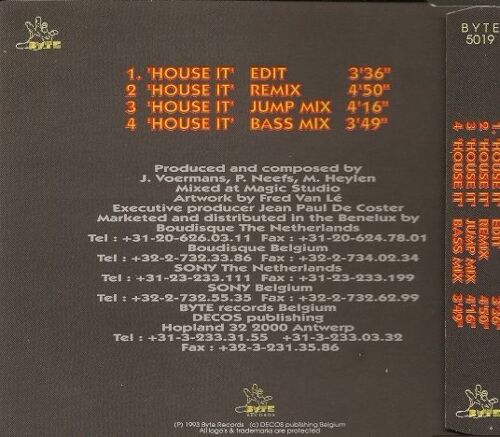 BYTE
1. 'HOUSE IT' EDIT 3'36"
2 'HOUSE IT' REMIX 4'50"
3 'HOUSE IT' JUMP MIX 4'16"
4 'HOUSE IT' BASS MIX 3'49"
Produced and composed by
J. Voermans, P. Neefs, M. Heylen
Mixed at Magic Studio
Artwork by Fred Van Lé
Executive producer Jean Paul De Coster
Marketed and distributed in the Benelux by
Boudisque The Netherlands
Tel : +31-20-626.03.11 Fax : +31-20-624.78.01
Boudisque Belgium
Tel : +32-2-732.33.86 Fax : +32-2-734.02.34
SONY The Netherlands
Tel : +31-23-233.111 Fax : +31-23-233.199
SONY Belgium
Tel : +32-2-732.55.35 Fax : +32-2-732.62.99
BYTE records Belgium
DECOS publishing
Hopland 32 2000 Antwerp
Tel : +31-3-233.31.55 +31-3-233.03.32
Fax : +32-3-231.35.86
BYTE
RECORDS
(P) 1993 Byte Records (c) DECOS publishing Belgium
All logo's & trademarks are protected
BYTE
5019
1. 'HOUSE IT' EDIT 3'36"
2 'HOUSE IT' REMIX 4'50"
3 'HOUSE IT' JUMP MIX 4'16"
4 'HOUSE IT' BASS MIX 3'49"
BYTE
RECORDS